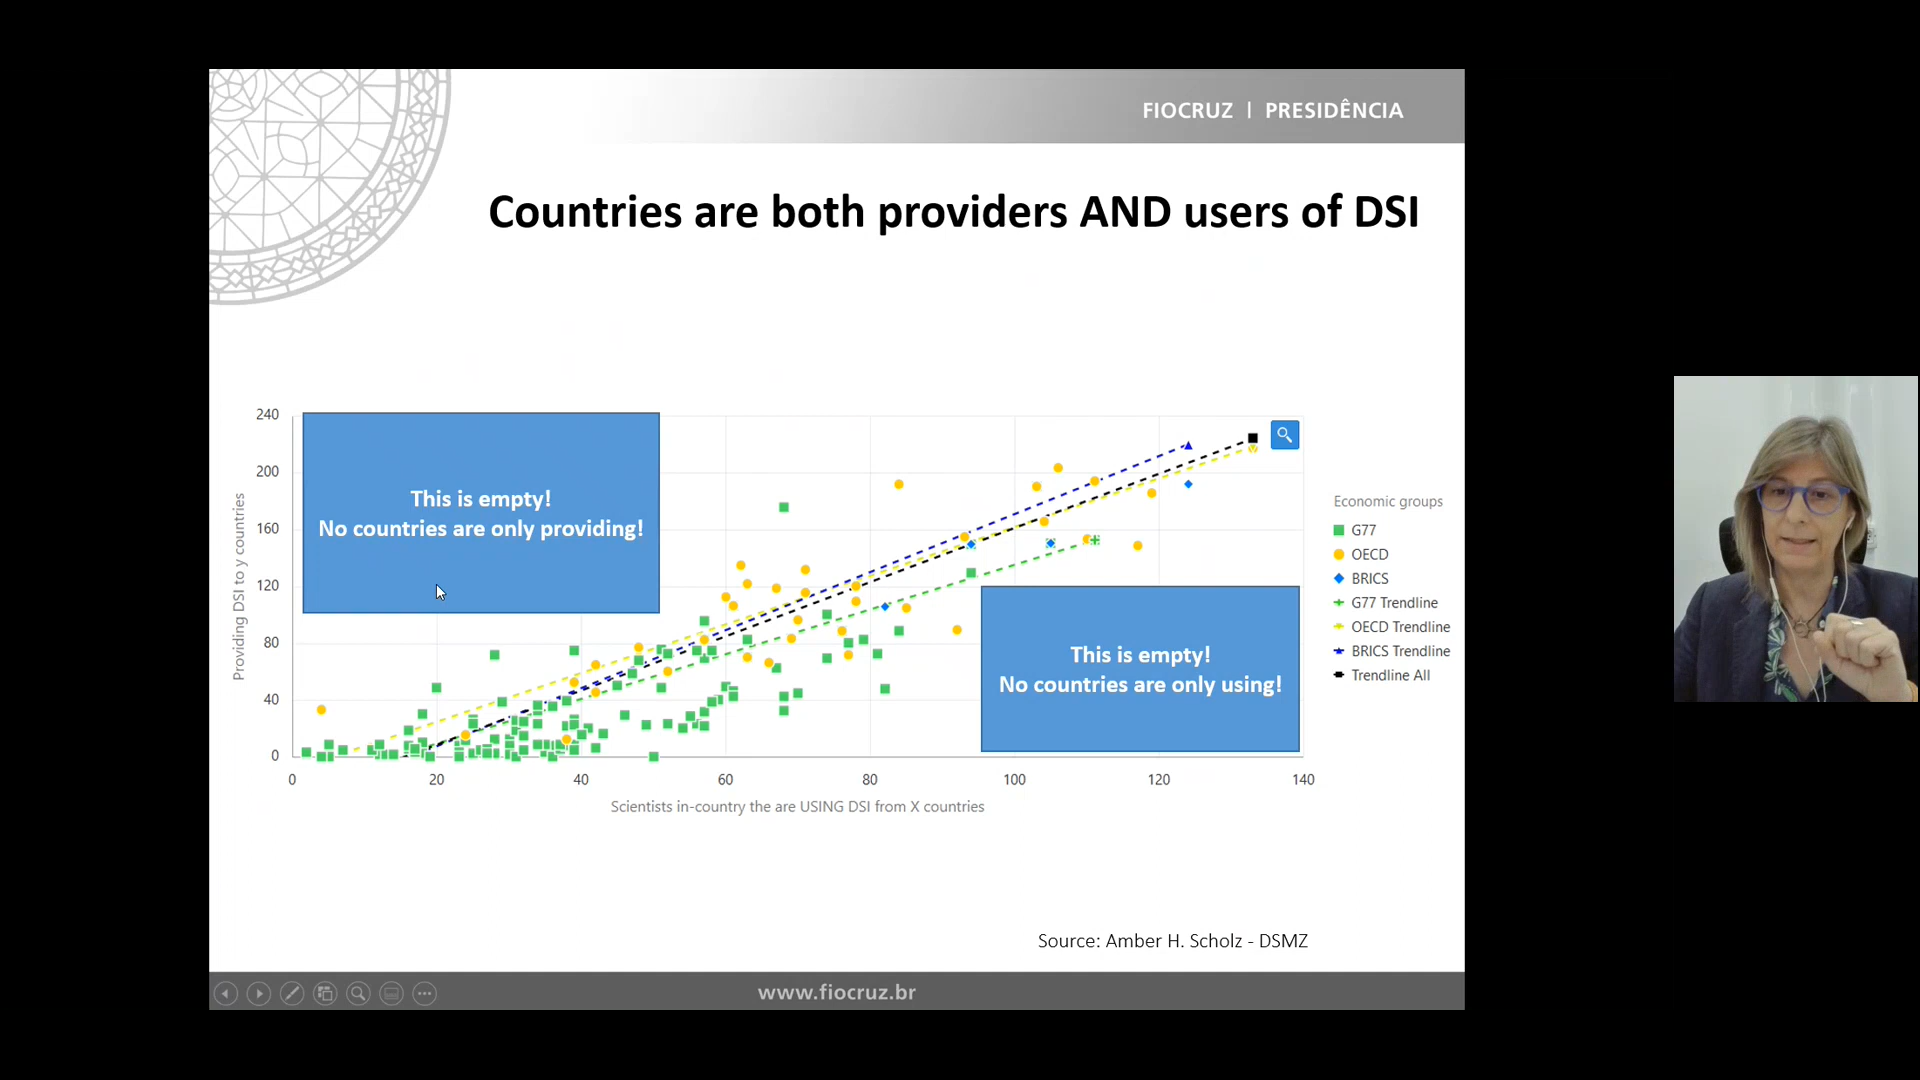 FIOCRUZ | PRESIDÊNCIA
Countries are both providers AND users of DSI
240
200
160
120
80
40
0
Providing DSI to y countries
This is empty!
No countries are only providing!
This is empty!
No countries are only using!
0 20 40 60 80 100 120 140
Scientists in-country the are USING DSI from X countries
Economic groups
G77
OECD
BRICS
G77 Trendline
OECD Trendline
BRICS Trendline
Trendline All
Source: Amber H. Scholz - DSMZ
www.fiocruz.br